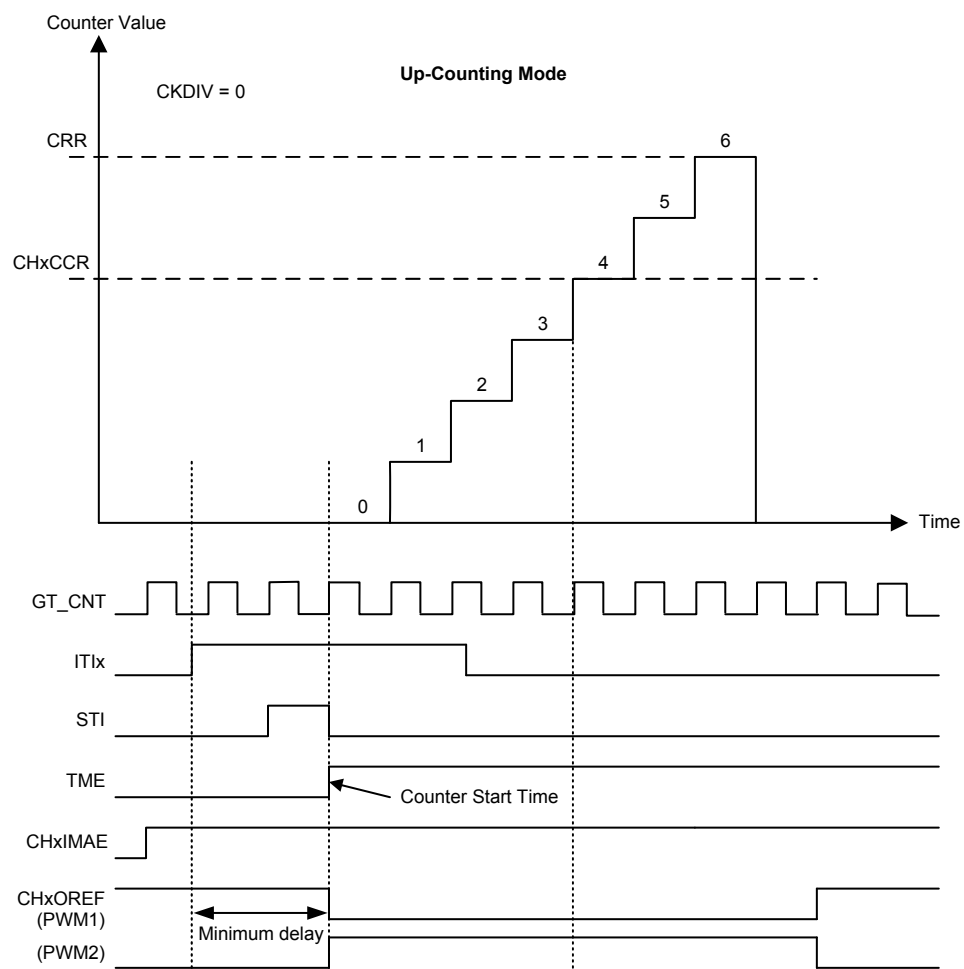 Counter Value
Up-Counting Mode
CKDIV = 0
CRR
6
5
CHxCCR
4
3
2
1
0
Time
GT_CNT
ITIx
STI
TME
Counter Start Time
CHxIMAE
CHxOREF
(PWM1)
Minimum delay
(PWM2)